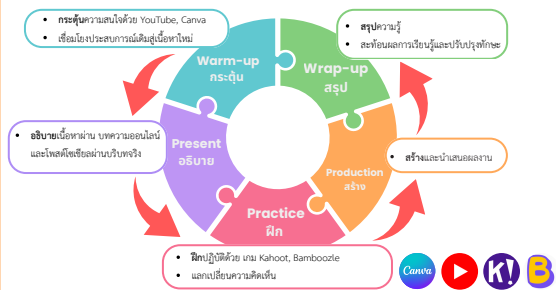 • กระตุ้นความสนใจด้วย YouTube, Canva
• เชื่อมโยงประสบการณ์เดิมสู่เนื้อหาใหม่
Warm-up
กระตุ้น
• สรุปความรู้
• สะท้อนผลการเรียนรู้และปรับปรุงทักษะ
Wrap-up
สรุป
• อธิบายเนื้อหาผ่าน บทความออนไลน์
และโพสต์โซเชียลผ่านบริบทจริง
Present
อธิบาย
Production
สร้าง
• สร้างและนำเสนอผลงาน
Practice
ฝึก
• ฝึกปฏิบัติด้วย เกม Kahoot, Bamboozle
• แลกเปลี่ยนความคิดเห็น
Canva
K!
B